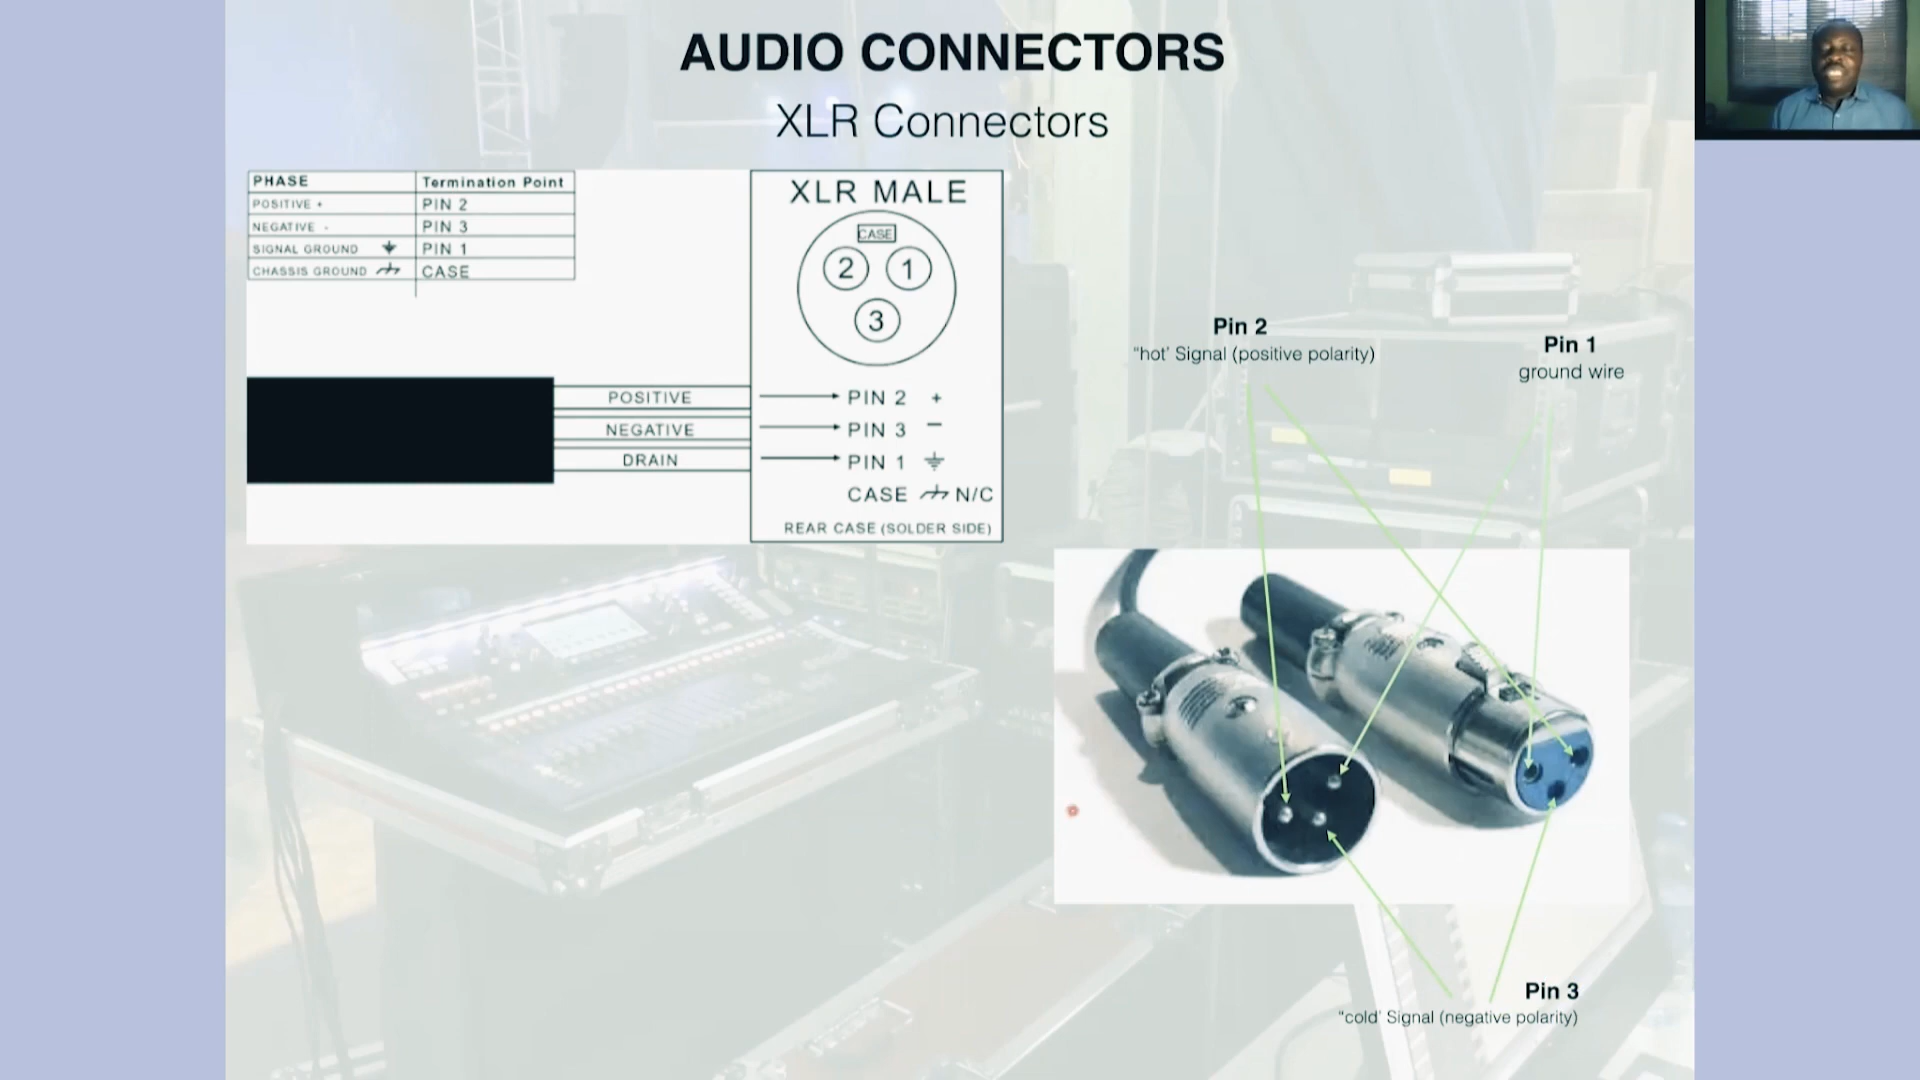 AUDIO CONNECTORS
XLR Connectors
PHASE Termination Point
POSITIVE + PIN 2
NEGATIVE - PIN 3
SIGNAL GROUND PIN 1
CHASSIS GROUND CASE
XLR MALE
CASE
2 1
3
POSITIVE PIN 2 +
NEGATIVE PIN 3 −
DRAIN PIN 1
CASE N/C
REAR CASE (SOLDER SIDE)
Pin 2
"hot' Signal (positive polarity)
Pin 1
ground wire
Pin 3
"cold' Signal (negative polarity)